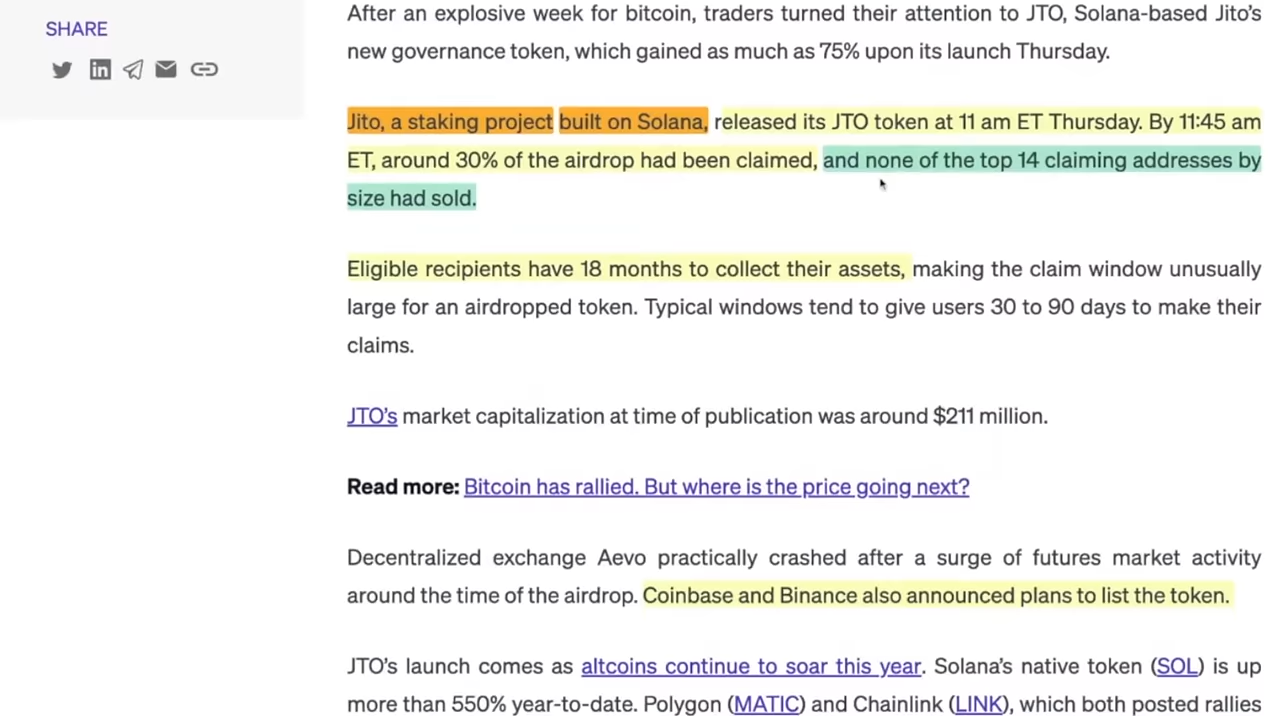 SHARE
After an explosive week for bitcoin, traders turned their attention to JTO, Solana-based Jito's
new governance token, which gained as much as 75% upon its launch Thursday.
Jito, a staking project built on Solana, released its JTO token at 11 am ET Thursday. By 11:45 am
ET, around 30% of the airdrop had been claimed, and none of the top 14 claiming addresses by
size had sold.
Eligible recipients have 18 months to collect their assets, making the claim window unusually
large for an airdropped token. Typical windows tend to give users 30 to 90 days to make their
claims.
JTO's market capitalization at time of publication was around $211 million.
Read more: Bitcoin has rallied. But where is the price going next?
Decentralized exchange Aevo practically crashed after a surge of futures market activity
around the time of the airdrop. Coinbase and Binance also announced plans to list the token.
JTO's launch comes as altcoins continue to soar this year. Solana's native token (SOL) is up
more than 550% year-to-date. Polygon (MATIC) and Chainlink (LINK), which both posted rallies